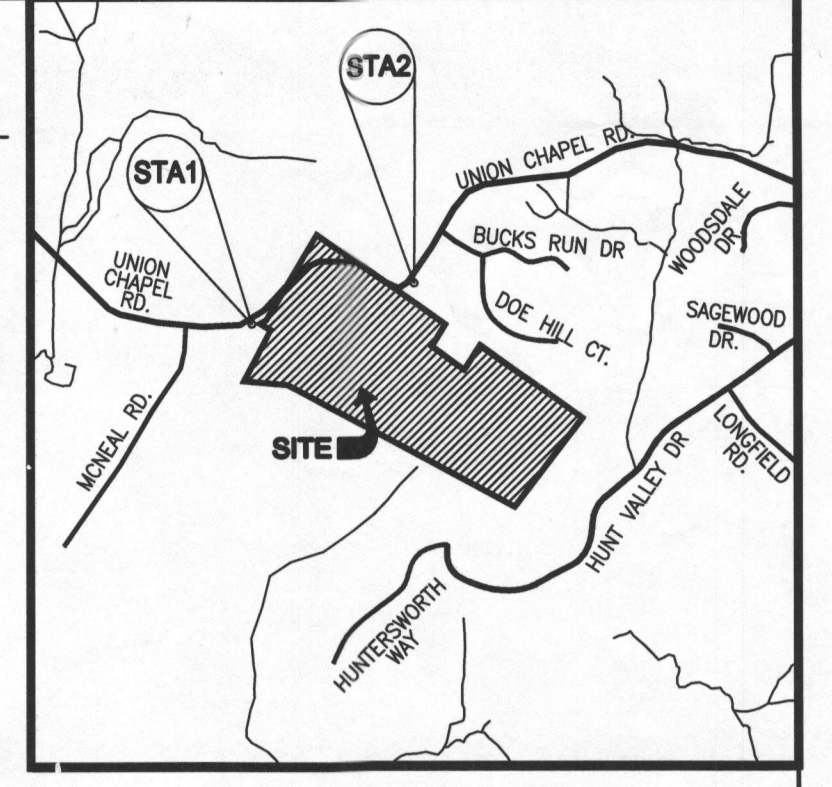 STA2
STA1
UNION CHAPEL RD.
WOODSDALE
DR
BUCKS RUN DR
UNION
CHAPEL
RD.
DOE HILL CT.
SAGEWOOD
DR.
MCNEAL RD.
LONGFIELD
RD.
SITE
HUNT VALLEY DR
HUNTERSWORTH
WAY